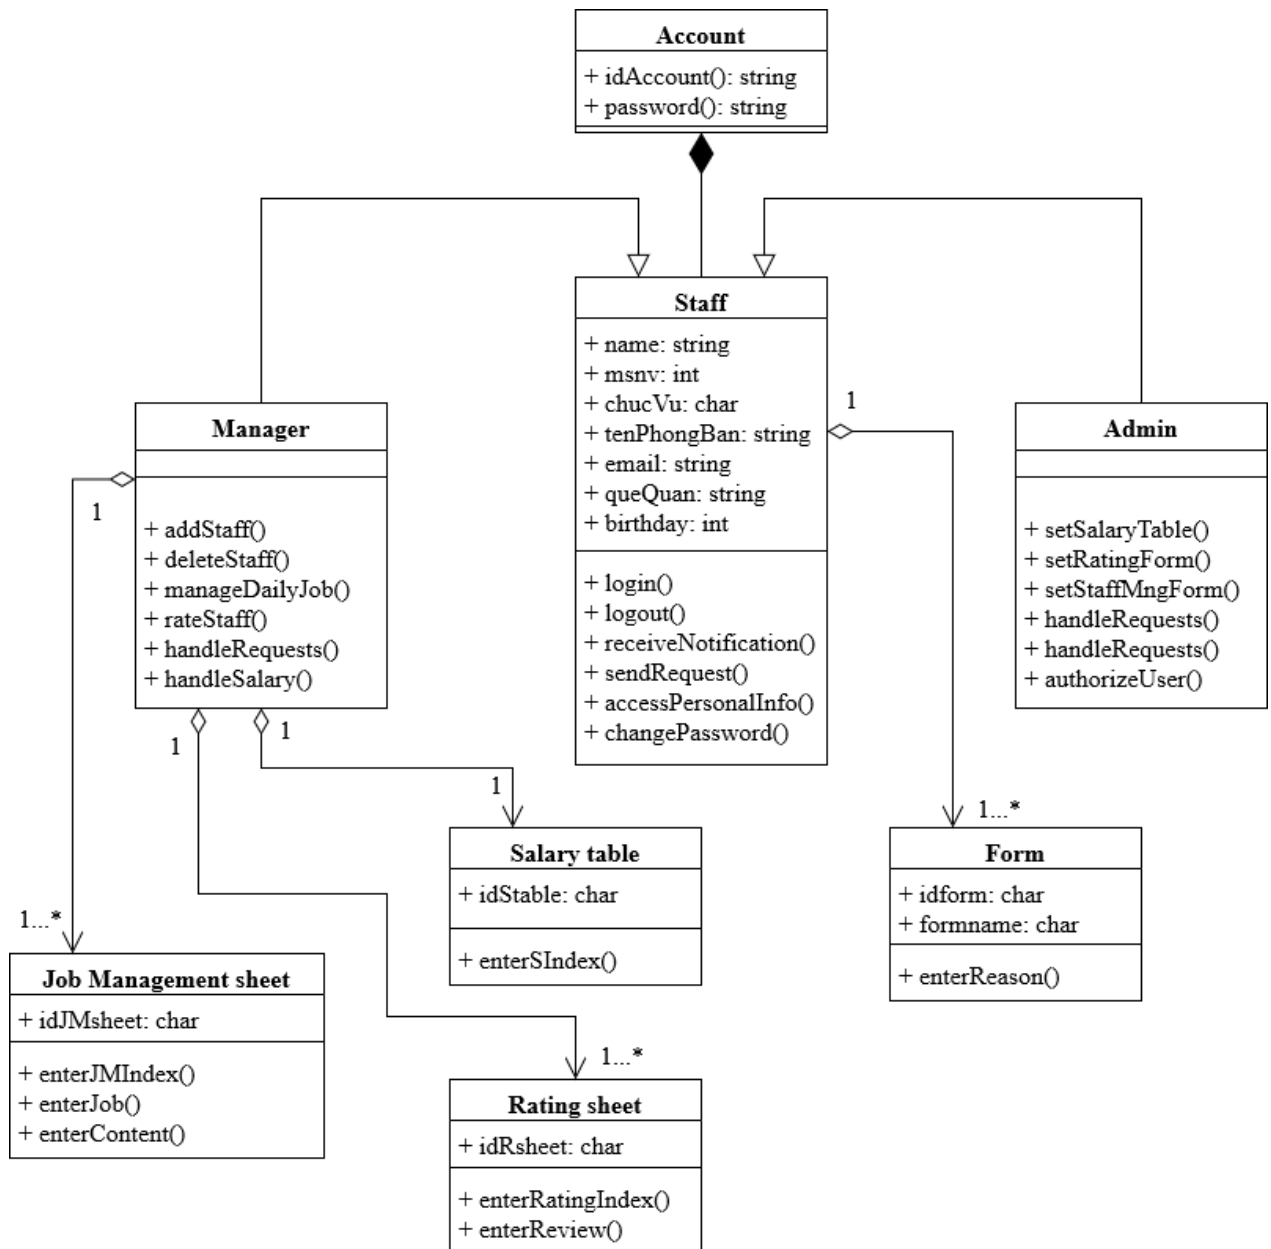 Account
+ idAccount(): string
+ password(): string
Manager
+ addStaff()
+ deleteStaff()
+ manageDailyJob()
+ rateStaff()
+ handleRequests()
+ handleSalary()
1
1
1
Staff
+ name: string
+ msnv: int
+ chucVu: char
+ tenPhongBan: string
+ email: string
+ queQuan: string
+ birthday: int
+ login()
+ logout()
+ receiveNotification()
+ sendRequest()
+ accessPersonalInfo()
+ changePassword()
1
Admin
+ setSalaryTable()
+ setRatingForm()
+ setStaffMngForm()
+ handleRequests()
+ handleRequests()
+ authorizeUser()
1
Salary table
+ idStable: char
+ enterSIndex()
1...*
Form
+ idform: char
+ formname: char
+ enterReason()
1...*
Job Management sheet
+ idJMsheet: char
+ enterJMIndex()
+ enterJob()
+ enterContent()
1...*
Rating sheet
+ idRsheet: char
+ enterRatingIndex()
+ enterReview()